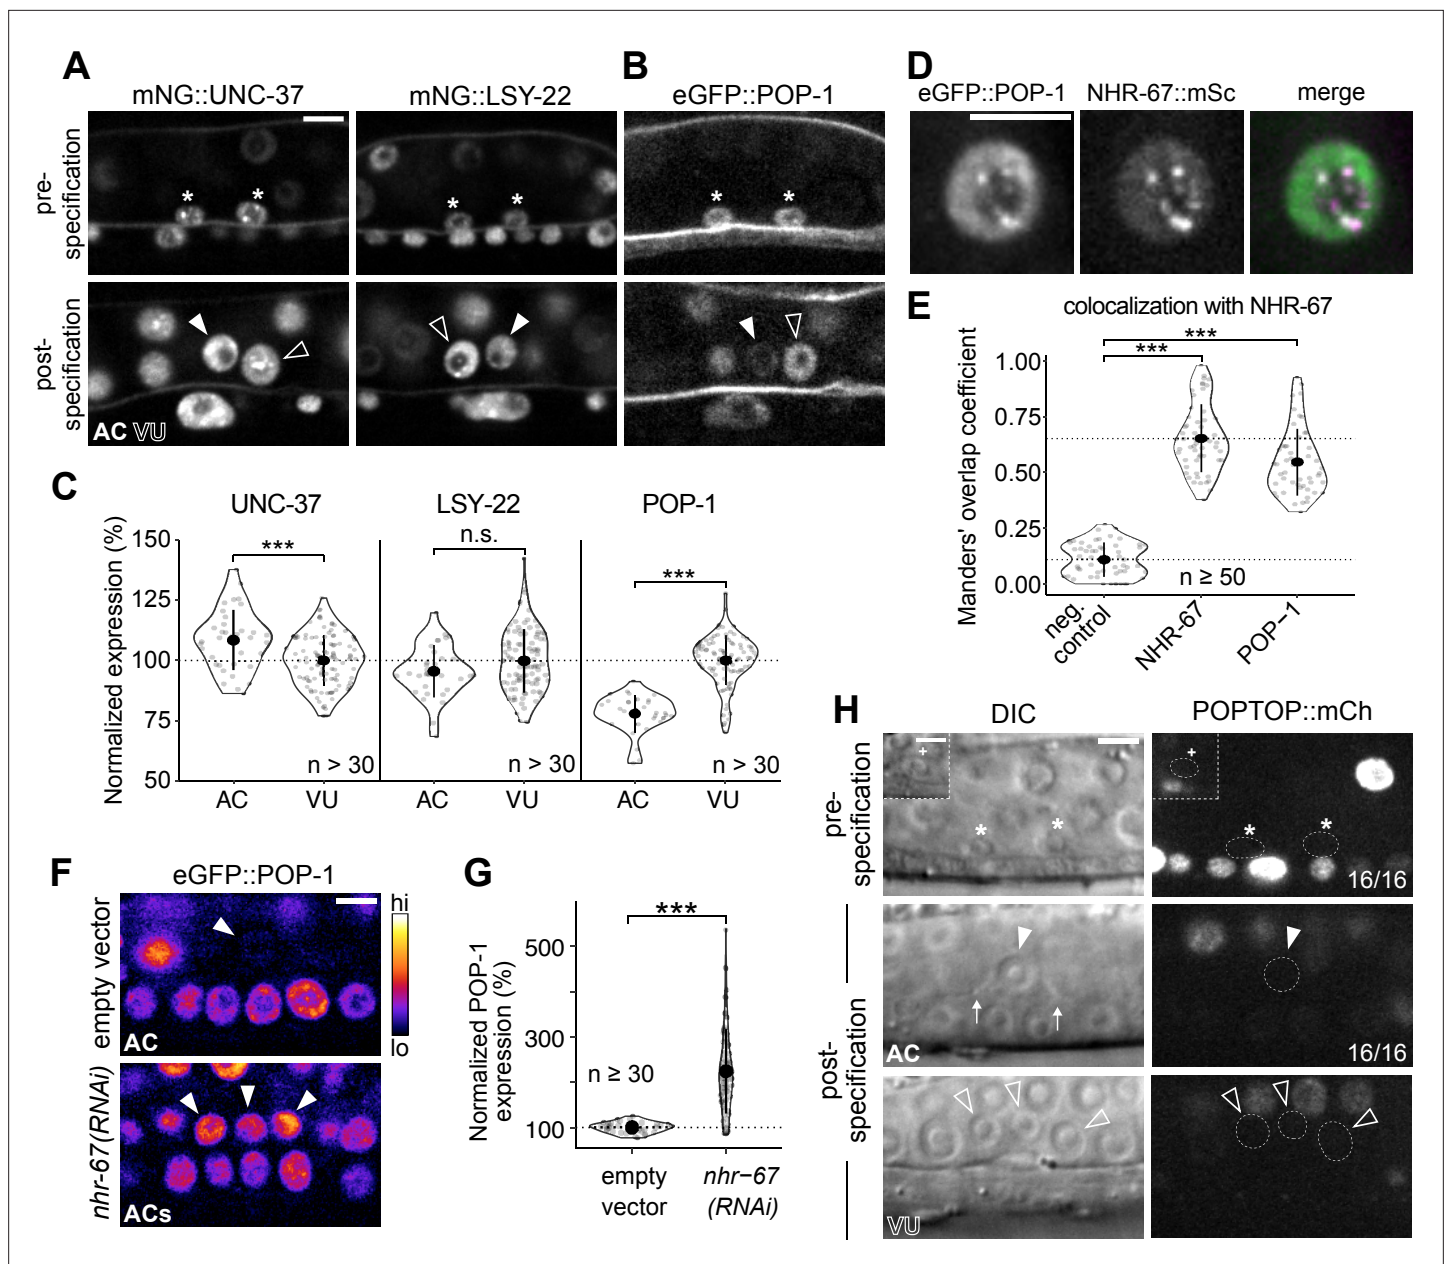 A
mNG::UNC-37
mNG::LSY-22
pre-
specification
* *
* *
post-
specification
AC VU
B
eGFP::POP-1
* *
C
UNC-37
LSY-22
POP-1
Normalized expression (%)
150
125
100
75
50
***
n.s.
***
n > 30
n > 30
n > 30
AC
VU
AC
VU
AC
VU
D
eGFP::POP-1
NHR-67::mSc
merge
E
colocalization with NHR-67
Manders' overlap coefficient
1.00
0.75
0.50
0.25
0.00
***
***
n ≥ 50
neg.
control
NHR-67
POP−1
F
eGFP::POP-1
empty vector
AC
hi
lo
nhr-67(RNAi)
ACs
G
Normalized POP-1
expression (%)
500
300
100
***
n ≥ 30
empty
vector
nhr−67
(RNAi)
H
DIC
POPTOP::mCh
pre-
specification
+
* *
+
* *
16/16
post-
specification
AC
16/16
VU